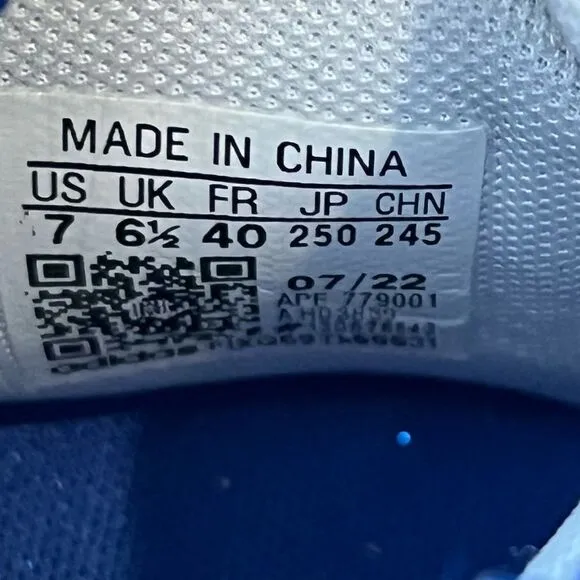 MADE IN CHINA
US UK FR JP CHN
7 6½ 40 250 245
07/22
APE 779001